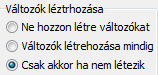 Változók léztrhozása
Ne hozzon létre változókat
Változók létrehozása mindig
Csak akkor ha nem létezik